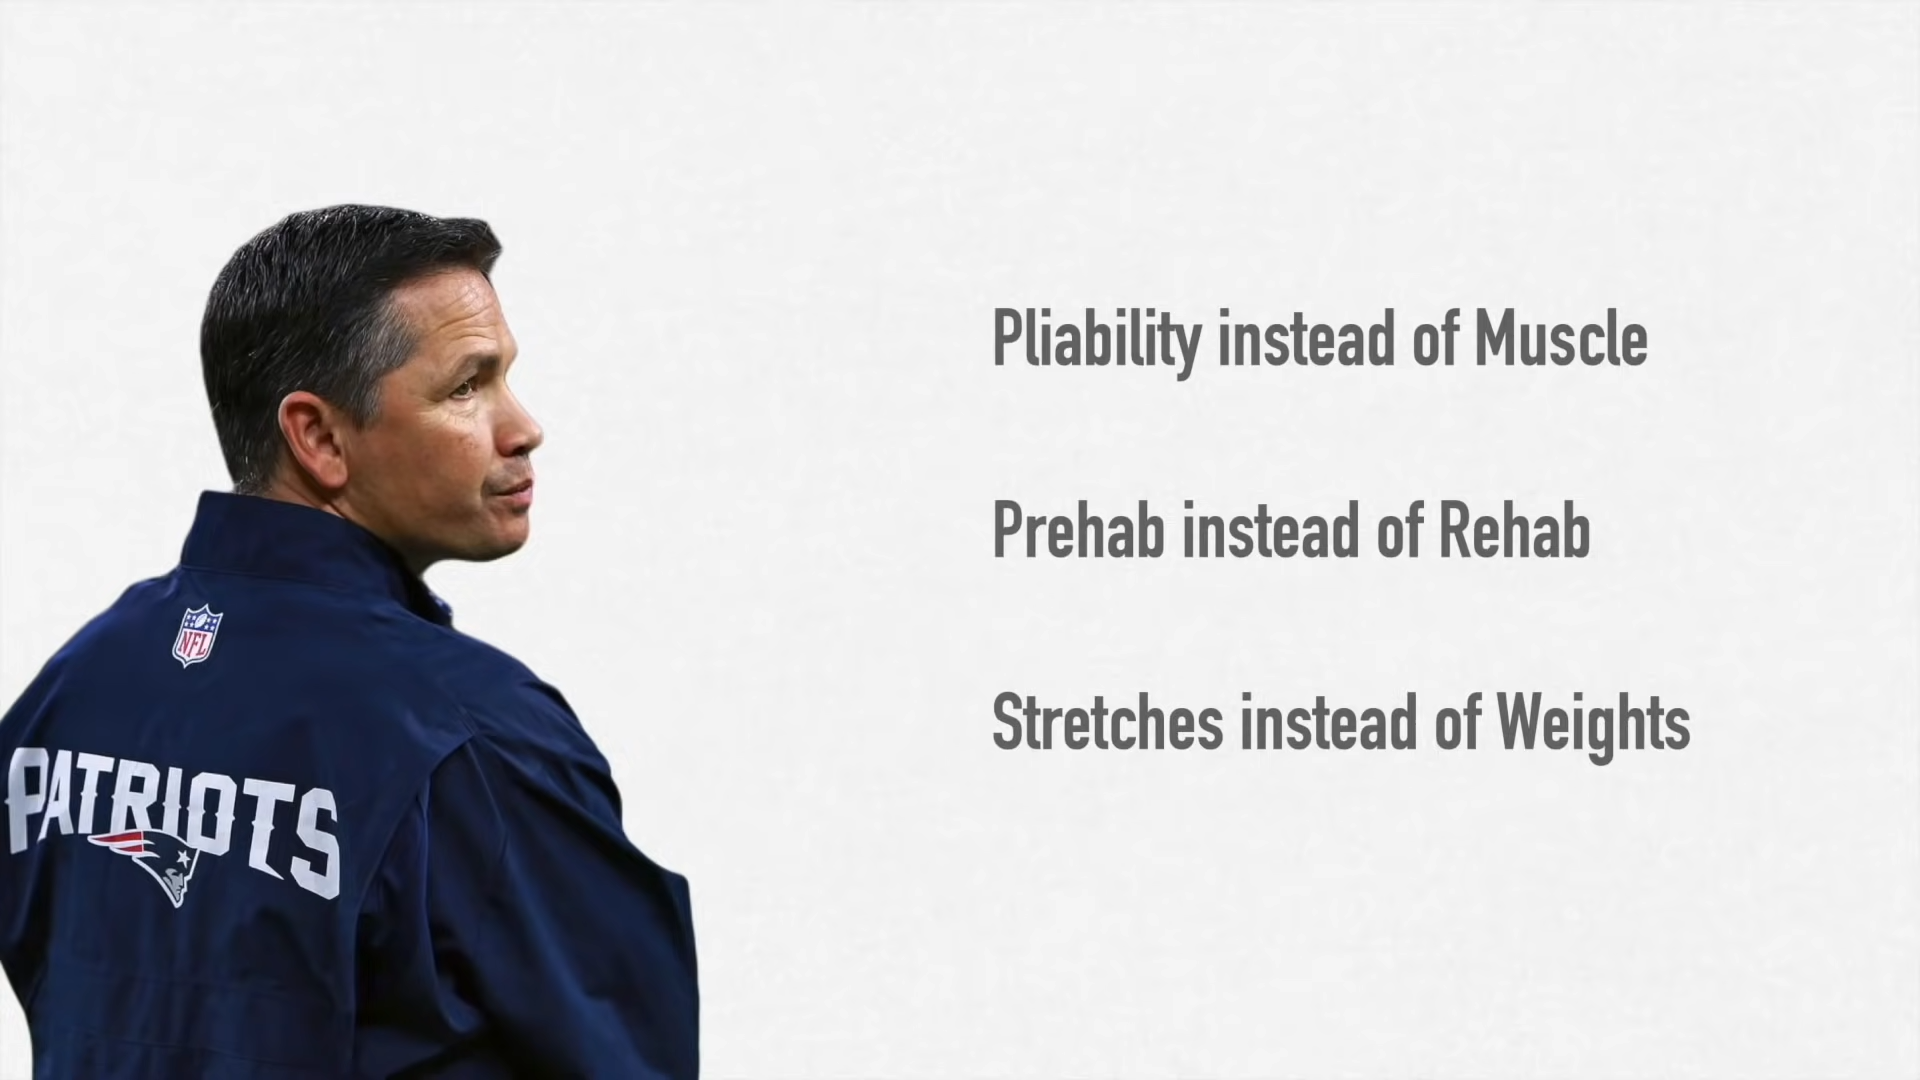 Pliability instead of Muscle
Prehab instead of Rehab
Stretches instead of Weights
NFL
PATRIOTS